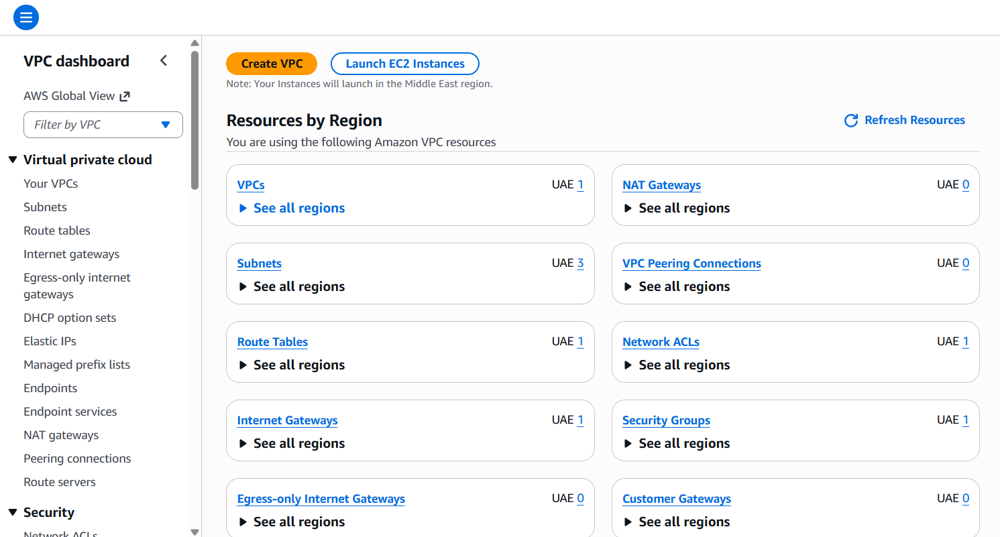 VPC dashboard
AWS Global View
Filter by VPC
Virtual private cloud
Your VPCs
Subnets
Route tables
Internet gateways
Egress-only internet
gateways
DHCP option sets
Elastic IPs
Managed prefix lists
Endpoints
Endpoint services
NAT gateways
Peering connections
Route servers
Security
Network ACLs
Create VPC
Launch EC2 Instances
Note: Your Instances will launch in the Middle East region.
Resources by Region
Refresh Resources
You are using the following Amazon VPC resources
VPCs UAE 1
See all regions
NAT Gateways UAE 0
See all regions
Subnets UAE 3
See all regions
VPC Peering Connections UAE 0
See all regions
Route Tables UAE 1
See all regions
Network ACLs UAE 1
See all regions
Internet Gateways UAE 1
See all regions
Security Groups UAE 1
See all regions
Egress-only Internet Gateways UAE 0
See all regions
Customer Gateways UAE 0
See all regions